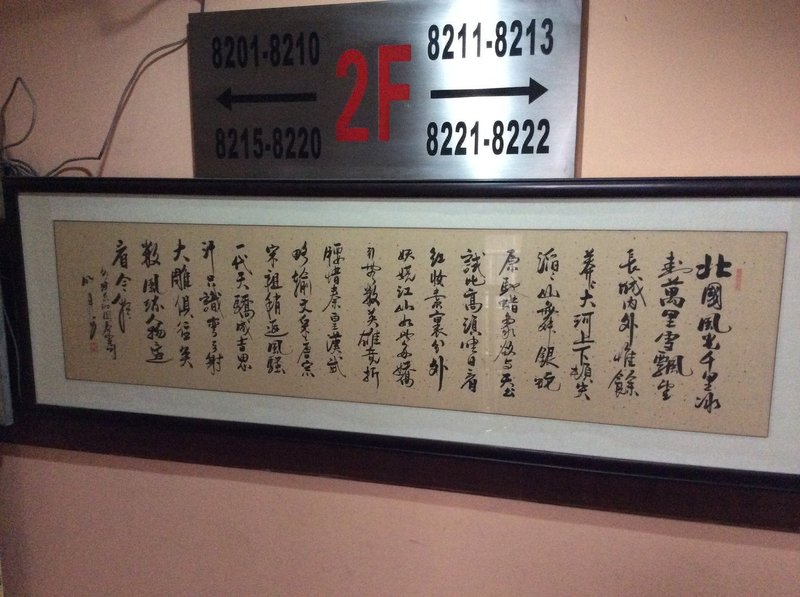 8201-8210
8215-8220
2F
8211-8213
8221-8222
北國風光千里冰
封萬里雪飄望
長城內外惟餘
莽〻大河上下頓失
滔〻山舞銀蛇
原馳蠟象欲與天公
試比高須晴日看
紅妝素裹分外
妖嬈江山如此多嬌
引無數英雄競折
腰惜秦皇漢武
略輸文采唐宗
宋祖稍遜風騷
一代天驕成吉思
汗只識彎弓射
大雕俱往矣
數風流人物還
看今朝